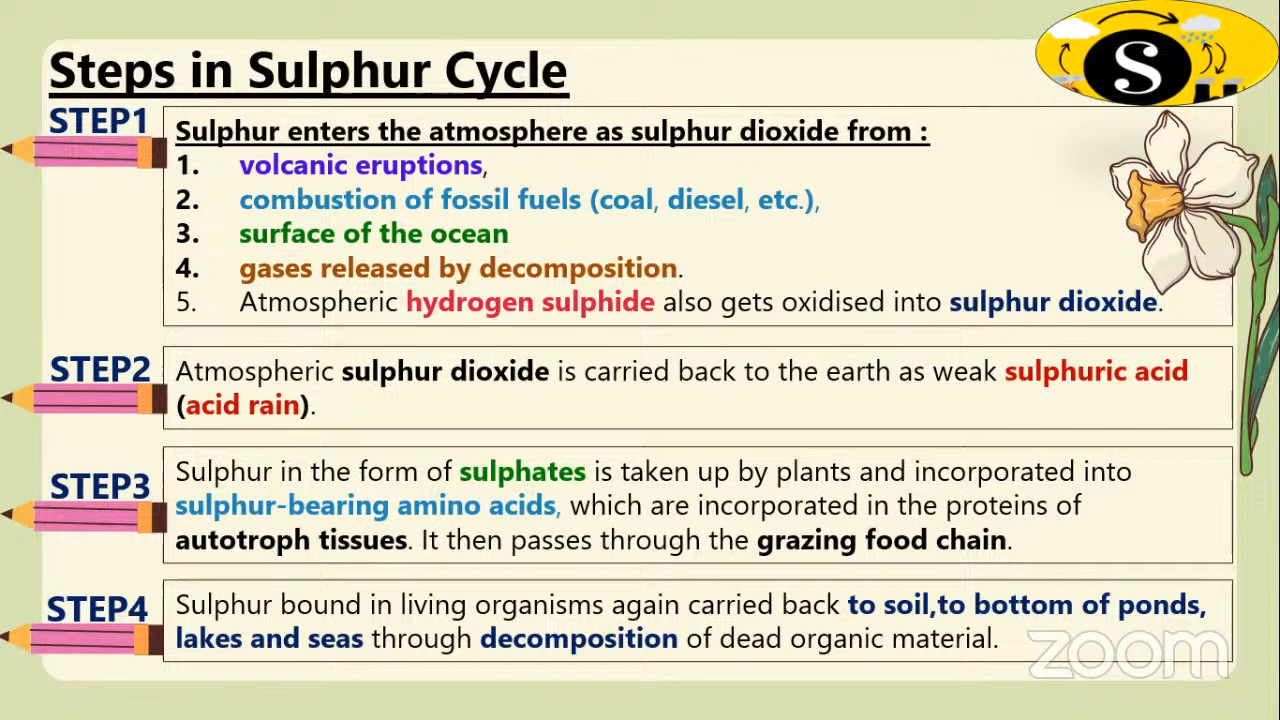 Steps in Sulphur Cycle
S
STEP1
Sulphur enters the atmosphere as sulphur dioxide from :
1. volcanic eruptions,
2. combustion of fossil fuels (coal, diesel, etc.),
3. surface of the ocean
4. gases released by decomposition.
5. Atmospheric hydrogen sulphide also gets oxidised into sulphur dioxide.
STEP2
Atmospheric sulphur dioxide is carried back to the earth as weak sulphuric acid
(acid rain).
STEP3
Sulphur in the form of sulphates is taken up by plants and incorporated into
sulphur-bearing amino acids, which are incorporated in the proteins of
autotroph tissues. It then passes through the grazing food chain.
STEP4
Sulphur bound in living organisms again carried back to soil,to bottom of ponds,
lakes and seas through decomposition of dead organic material.
zoom